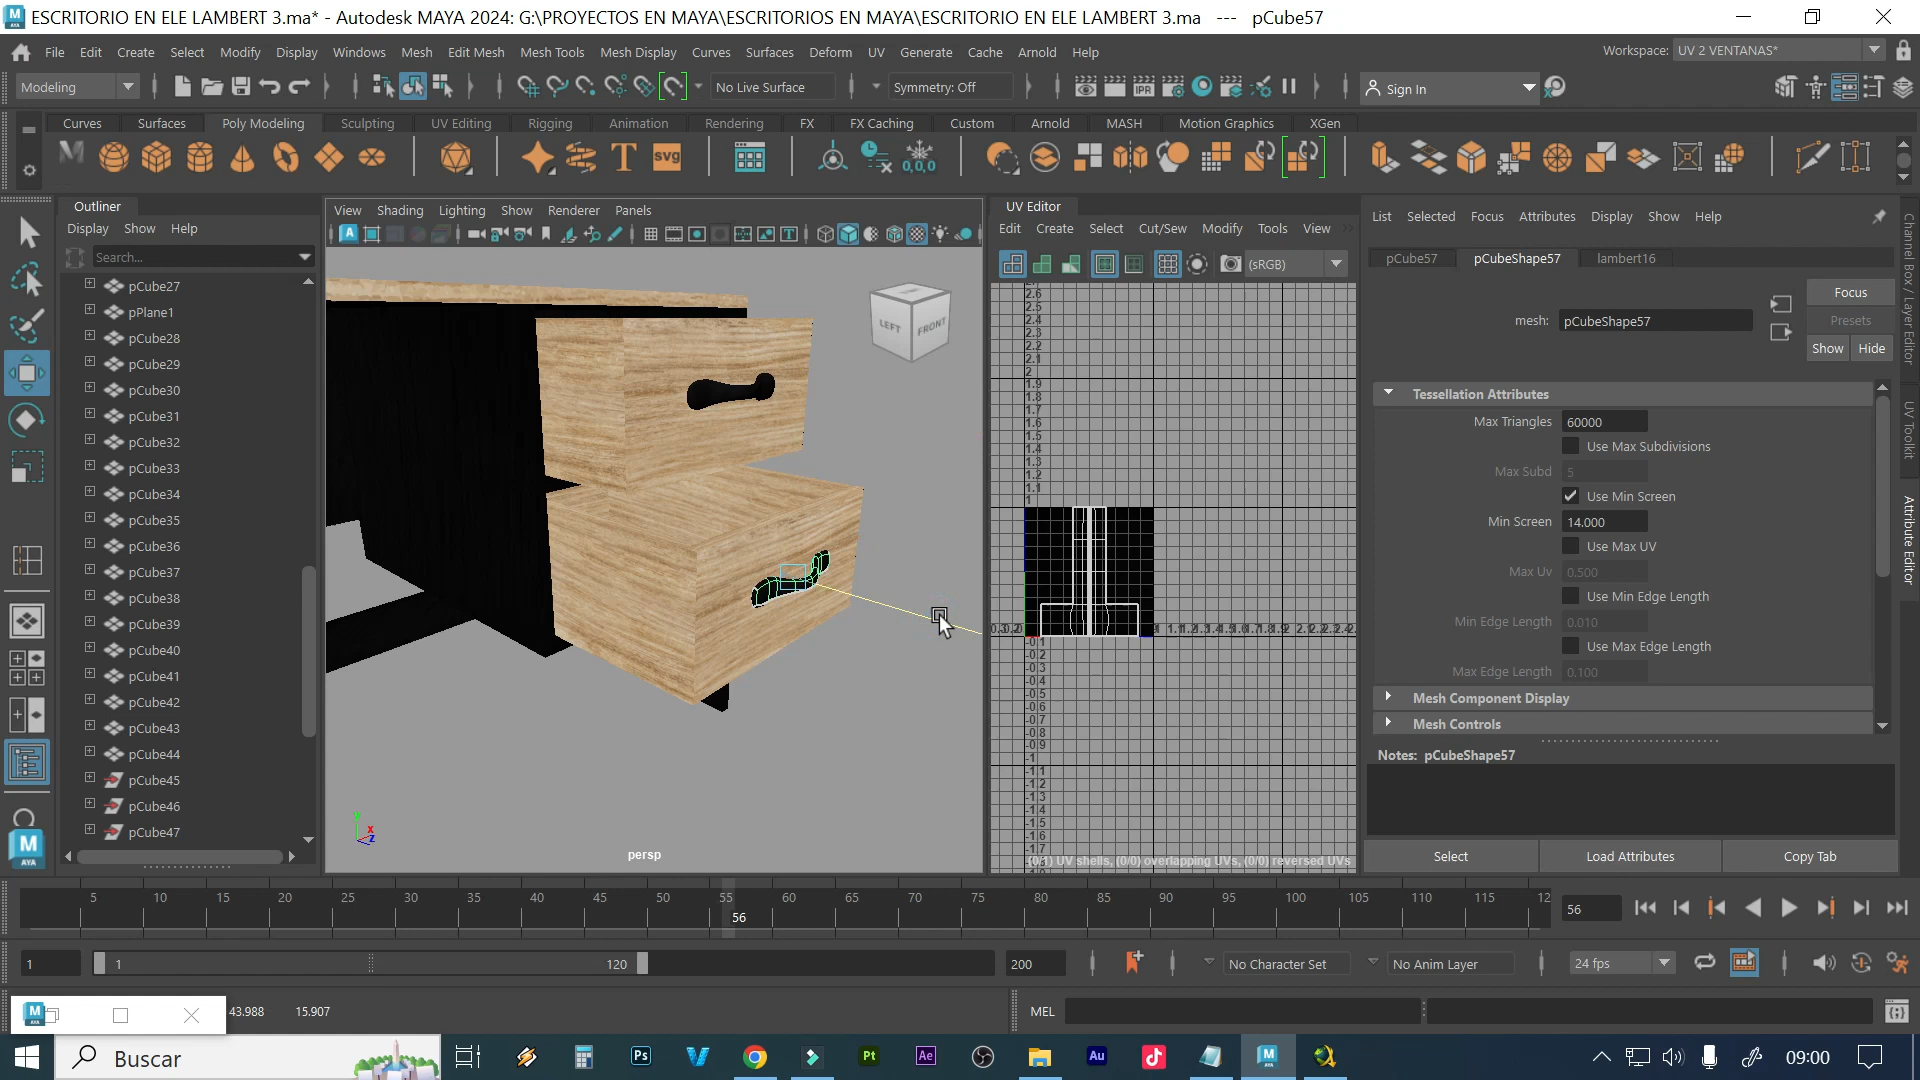 ESCRITORIO EN ELE LAMBERT 3.ma* - Autodesk MAYA 2024: G:\PROYECTOS EN MAYA\ESCRITORIOS EN MAYA\ESCRITORIO EN ELE LAMBERT 3.ma --- pCube57
File Edit Create Select Modify Display Windows Mesh Edit Mesh Mesh Tools Mesh Display Curves Surfaces Deform UV Generate Cache Arnold Help
Workspace: UV 2 VENTANAS*
Modeling
No Live Surface
Symmetry: Off
Sign In
Curves Surfaces Poly Modeling Sculpting UV Editing Rigging Animation Rendering FX FX Caching Custom Arnold MASH Motion Graphics XGen
Outliner
Display Show Help
Search...
pCube27
pPlane1
pCube28
pCube29
pCube30
pCube31
pCube32
pCube33
pCube34
pCube35
pCube36
pCube37
pCube38
pCube39
pCube40
pCube41
pCube42
pCube43
pCube44
pCube45
pCube46
pCube47
View Shading Lighting Show Renderer Panels
LEFT FRONT
persp
UV Editor
Edit Create Select Cut/Sew Modify Tools View
(sRGB)
(0/1) UV shells, (0/0) overlapping UVs, (0/0) reversed UVs
List Selected Focus Attributes Display Show Help
pCube57 pCubeShape57 lambert16
mesh: pCubeShape57
Focus
Presets
Show Hide
Tessellation Attributes
Max Triangles 60000
Use Max Subdivisions
Max Subd 5
Use Min Screen
Min Screen 14.000
Use Max UV
Max Uv 0.500
Use Min Edge Length
Min Edge Length 0.010
Use Max Edge Length
Max Edge Length 0.100
Mesh Component Display
Mesh Controls
Notes: pCubeShape57
Select Load Attributes Copy Tab
Channel Box / Layer Editor
UV Toolkit
Attribute Editor
5 10 15 20 25 30 35 40 45 50 55 60 65 70 75 80 85 90 95 100 105 110 115 12
56
56
1
1
120
200
No Character Set
No Anim Layer
24 fps
43.988 15.907
MEL
Buscar
09:00